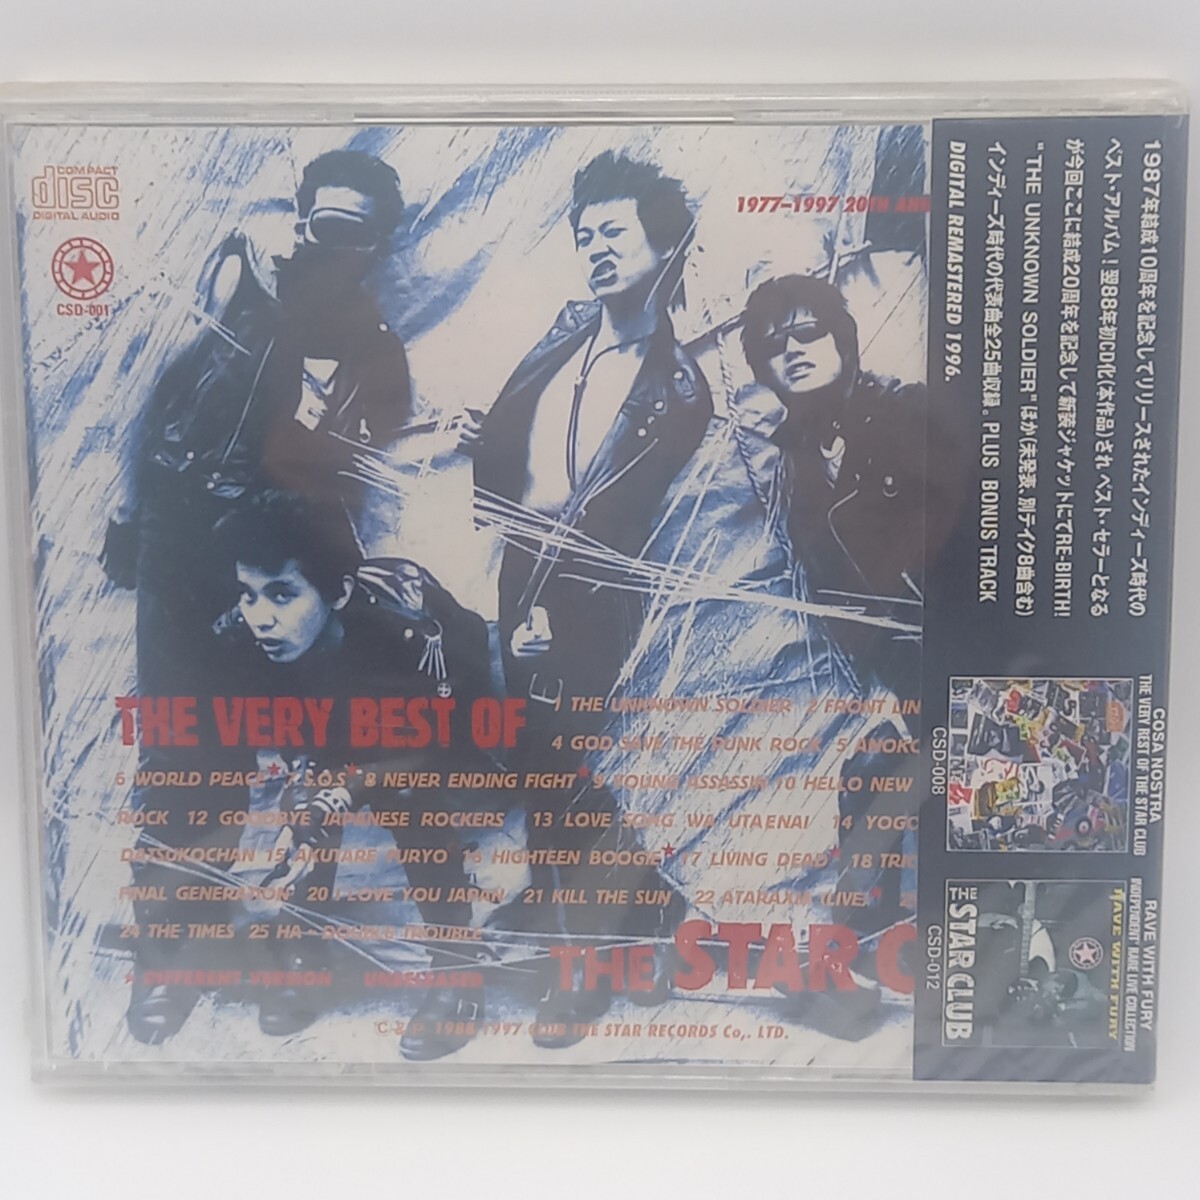 COMPACT
disc
DIGITAL AUDIO
CSD-001
1977-1997 20TH
THE VERY BEST OF
1 THE UNKNOWN SOLDIER 2 FRONT LIN
4 GOD SAVE THE PUNK ROCK 5 ANOKO
6 WORLD PEACE★ 7 S.O.S★ 8 NEVER ENDING FIGHT★ 9 YOUNG ASSASSIN 10 HELLO NEW
ROCK 12 GOODBYE JAPANESE ROCKERS 13 LOVE SONG WA UTAENAI 14 YOGO
DATSUKOCHAN 15 AKUTARE FURYO 16 HIGHTEEN BOOGIE★ 17 LIVING DEAD★ 18 TRIC
FINAL GENERATION 20 I LOVE YOU JAPAN 21 KILL THE SUN 22 ATARAXIA (LIVE)★
24 THE TIMES 25 HA-DOUBLE TROUBLE
★ DIFFERENT VERSION UNRELEASED
THE STAR C
© & ℗ 1988 1997 CLUB THE STAR RECORDS Co,. LTD.
1987年結成10周年を記念してリリースされたインディーズ時代の
ベスト・アルバム!翌88年初CD化(本作品)されベスト・セラーとなる
が今回ここに結成20周年を記念して新装ジャケットにてRE-BIRTH!
"THE UNKNOWN SOLDIER"ほか(未発表、別テイク8曲含む)
インディーズ時代の代表曲全25曲収録。PLUS BONUS TRACK
DIGITAL REMASTERED 1996.
COSA NOSTRA
THE VERY BEST OF THE STAR CLUB
CSD-008
RAVE WITH FURY
INDEPENDENT RARE LIVE COLLECTION
RAVE WITH FURY
THE
STAR CLUB
CSD-012